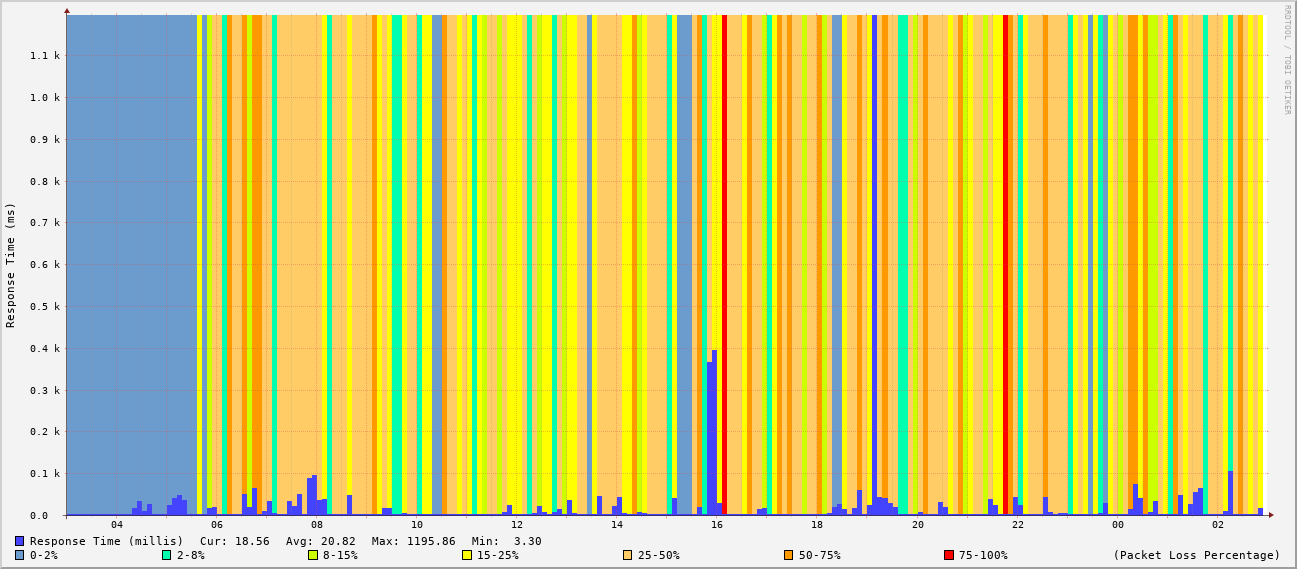 RRDTOOL / TOBI OETIKER
Response Time (ms)
1.1 k
1.0 k
0.9 k
0.8 k
0.7 k
0.6 k
0.5 k
0.4 k
0.3 k
0.2 k
0.1 k
0.0
04 06 08 10 12 14 16 18 20 22 00 02
Response Time (millis) Cur: 18.56 Avg: 20.82 Max: 1195.86 Min: 3.30
0-2% 2-8% 8-15% 15-25% 25-50% 50-75% 75-100% (Packet Loss Percentage)